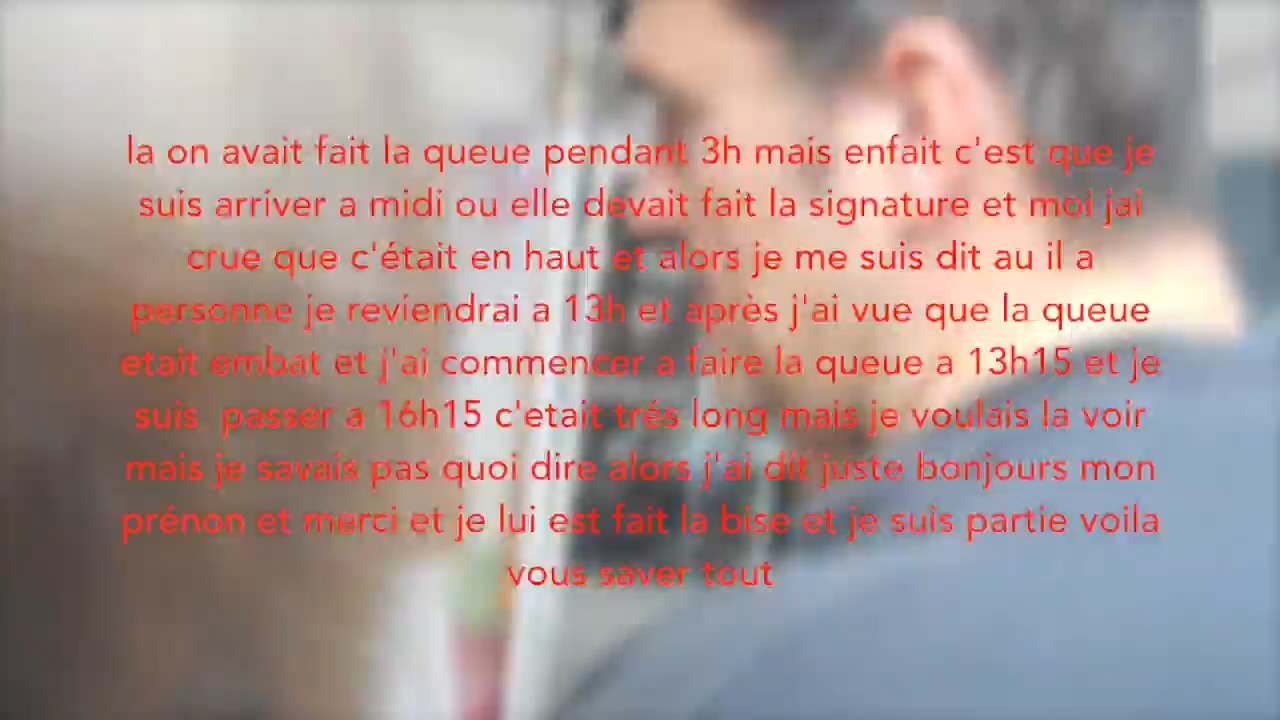 la on avait fait la queue pendant 3h mais enfait c'est que je
suis arriver a midi ou elle devait fait la signature et moi jai
crue que c'était en haut et alors je me suis dit au il a
personne je reviendrai a 13h et après j'ai vue que la queue
etait embat et j'ai commencer a faire la queue a 13h15 et je
suis  passer a 16h15 c'etait trés long mais je voulais la voir
mais je savais pas quoi dire alors j'ai dit juste bonjours mon
prénon et merci et je lui est fait la bise et je suis partie voila
vous saver tout